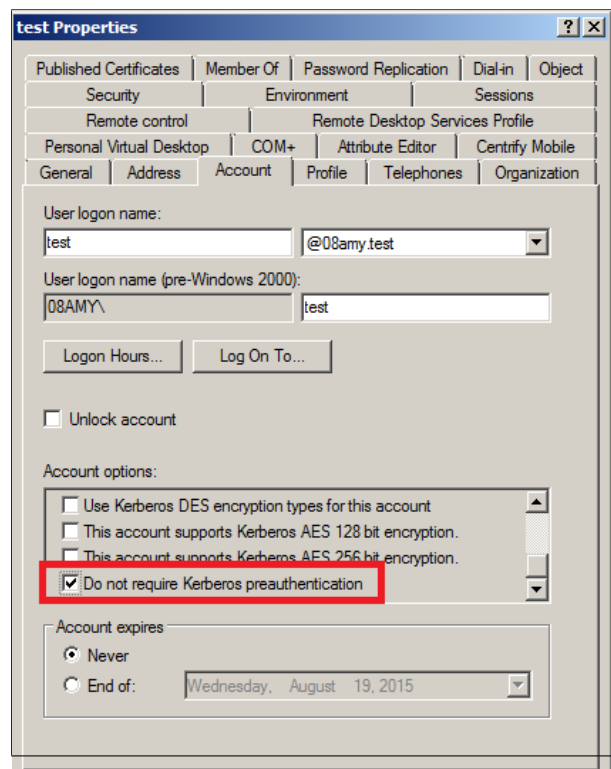 test Properties
Published Certificates Member Of Password Replication Dial-in Object
Security Environment Sessions
Remote control Remote Desktop Services Profile
Personal Virtual Desktop COM+ Attribute Editor Centrify Mobile
General Address Account Profile Telephones Organization
User logon name:
test @08amy.test
User logon name (pre-Windows 2000):
08AMY\ test
Logon Hours... Log On To...
Unlock account
Account options:
Use Kerberos DES encryption types for this account
This account supports Kerberos AES 128 bit encryption.
This account supports Kerberos AES 256 bit encryption.
Do not require Kerberos preauthentication
Account expires
Never
End of: Wednesday, August 19, 2015